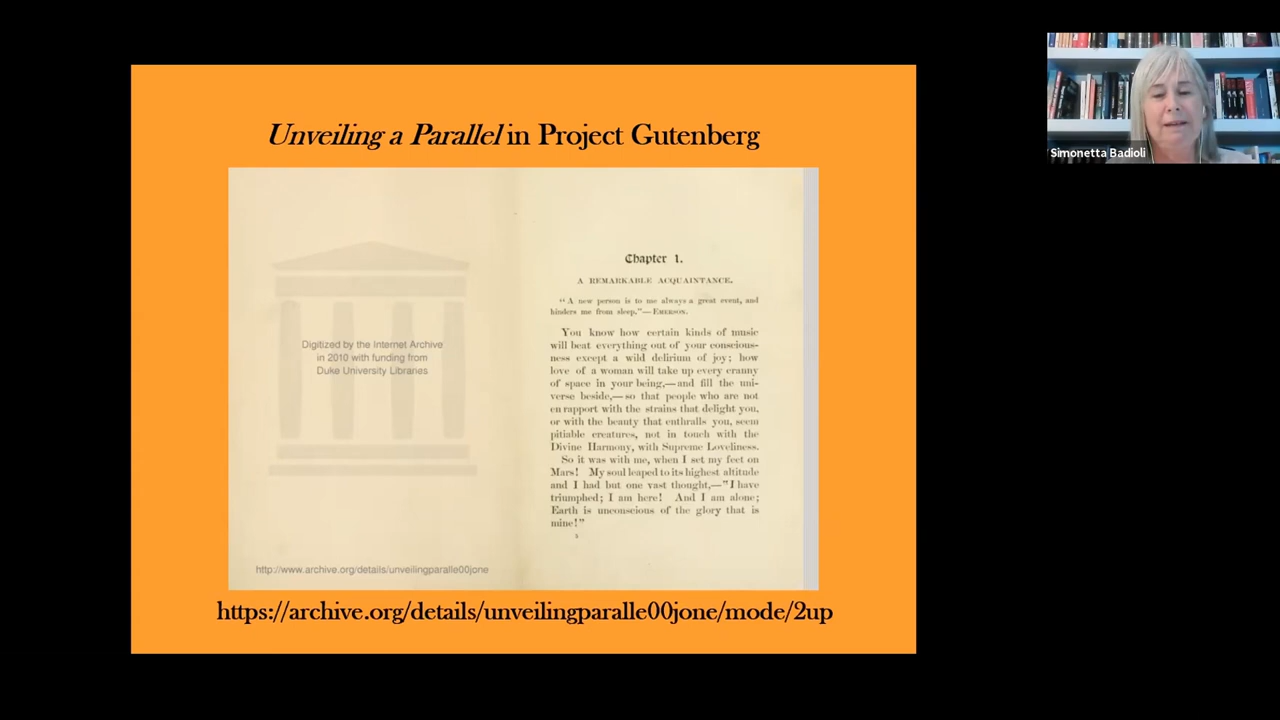 Unveiling a Parallel in Project Gutenberg
Digitized by the Internet Archive
in 2010 with funding from
Duke University Libraries
http://www.archive.org/details/unveilingparalle00jone
Chapter 1.
A REMARKABLE ACQUAINTANCE.
"A new person is to me always a great event, and
hinders me from sleep."—EMERSON.
You know how certain kinds of music
will beat everything out of your conscious-
ness except a wild delirium of joy; how
love of a woman will take up every cranny
of space in your being,—and fill the uni-
verse beside,—so that people who are not
en rapport with the strains that delight you,
or with the beauty that enthralls you, seem
pitiable creatures, not in touch with the
Divine Harmony, with Supreme Loveliness.
So it was with me, when I set my feet on
Mars! My soul leaped to its highest altitude
and I had but one vast thought,—"I have
triumphed; I am here! And I am alone;
Earth is unconscious of the glory that is
mine!"
https://archive.org/details/unveilingparalle00jone/mode/2up
Simonetta Badioli